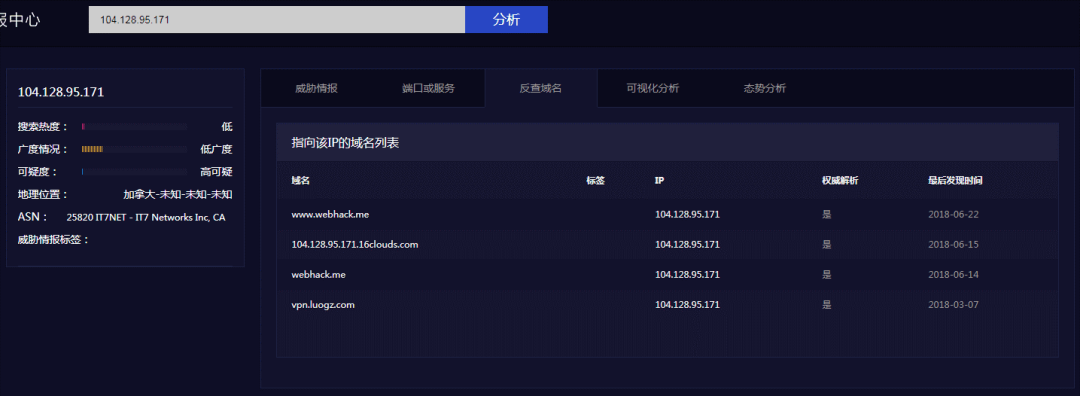 报中心
104.128.95.171
分析
104.128.95.171
搜索热度： 低
广度情况： 低广度
可疑度： 高可疑
地理位置： 加拿大-未知-未知-未知
ASN： 25820 IT7NET - IT7 Networks Inc, CA
威胁情报标签：
威胁情报 端口或服务 反查域名 可视化分析 态势分析
指向该IP的域名列表
域名 标签 IP 权威解析 最后发现时间
www.webhack.me 104.128.95.171 是 2018-06-22
104.128.95.171.16clouds.com 104.128.95.171 是 2018-06-15
webhack.me 104.128.95.171 是 2018-06-14
vpn.luogz.com 104.128.95.171 是 2018-03-07